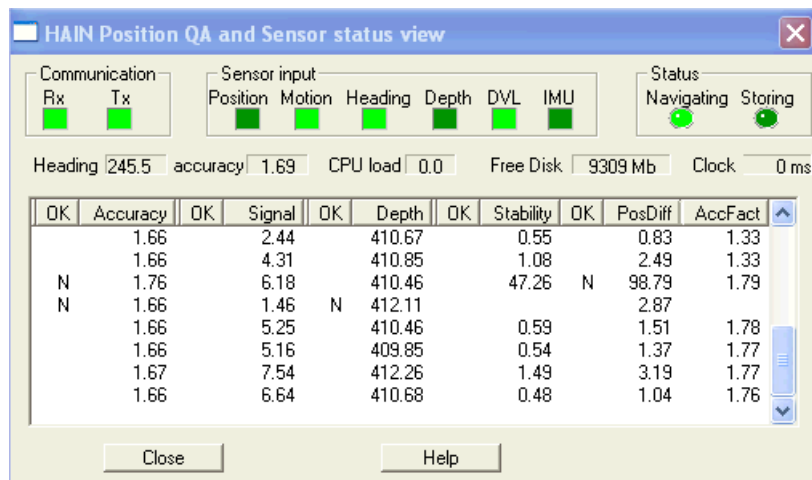 HAIN Position QA and Sensor status view
Communication Sensor input Status
Rx Tx Position Motion Heading Depth DVL IMU Navigating Storing
Heading 245.5 accuracy 1.69 CPU load 0.0 Free Disk 9309 Mb Clock 0 ms
OK Accuracy OK Signal OK Depth OK Stability OK PosDiff AccFact
1.66 2.44 410.67 0.55 0.83 1.33
1.66 4.31 410.85 1.08 2.49 1.33
N 1.76 6.18 410.46 47.26 N 98.79 1.79
N 1.66 1.46 N 412.11 2.87
1.66 5.25 410.46 0.59 1.51 1.78
1.66 5.16 409.85 0.54 1.37 1.77
1.67 7.54 412.26 1.49 3.19 1.77
1.66 6.64 410.68 0.48 1.04 1.76
Close Help